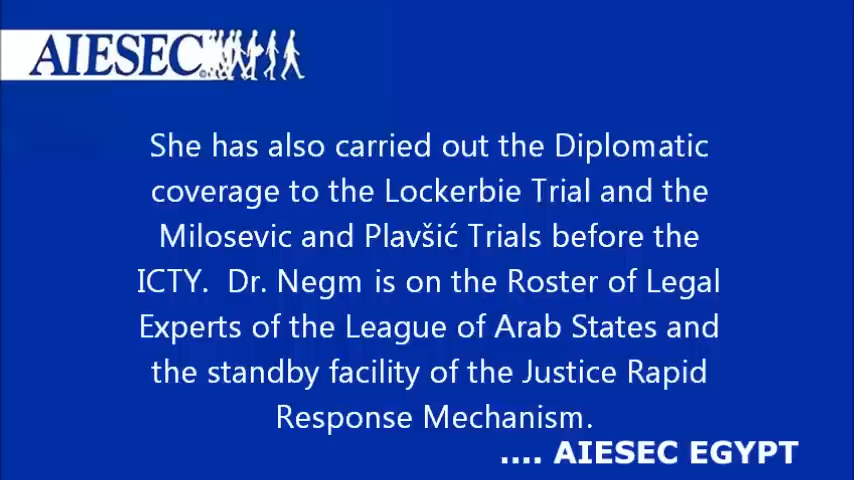 AIESEC
She has also carried out the Diplomatic
coverage to the Lockerbie Trial and the
Milosevic and Plavšić Trials before the
ICTY.  Dr. Negm is on the Roster of Legal
Experts of the League of Arab States and
the standby facility of the Justice Rapid
Response Mechanism.
.... AIESEC EGYPT